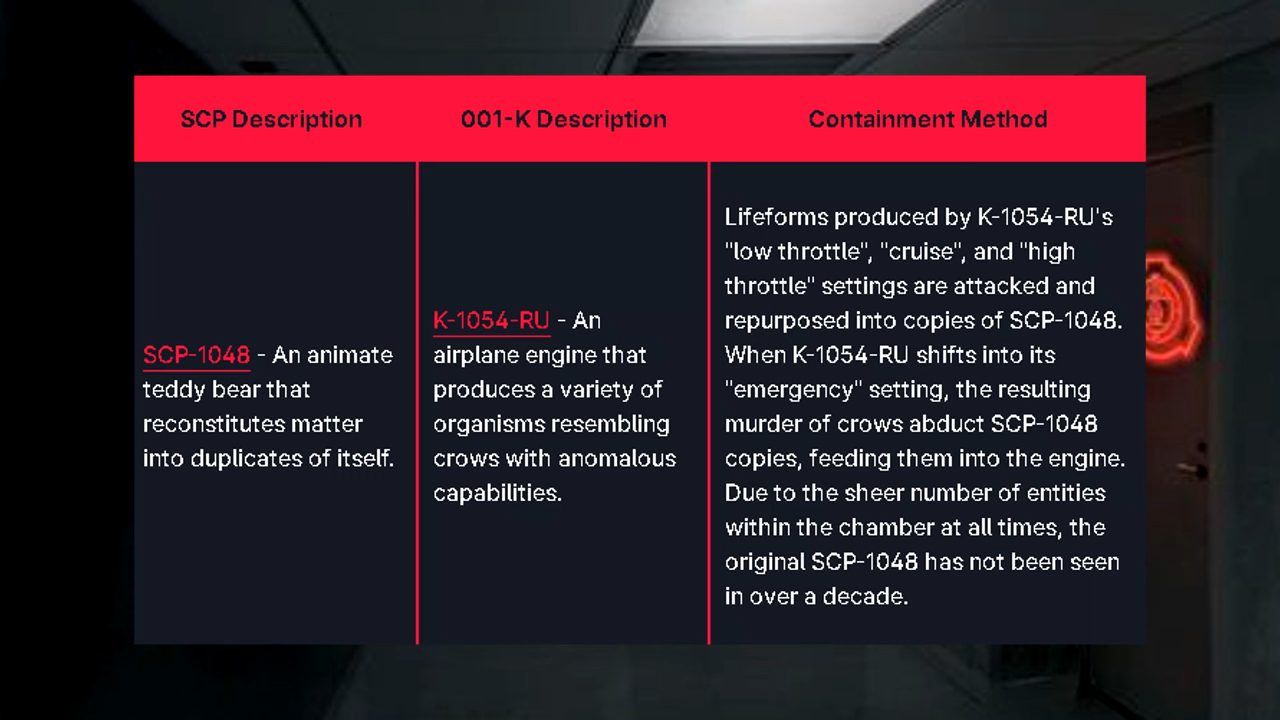 SCP Description
001-K Description
Containment Method
SCP-1048 - An animate
teddy bear that
reconstitutes matter
into duplicates of itself.
K-1054-RU - An
airplane engine that
produces a variety of
organisms resembling
crows with anomalous
capabilities.
Lifeforms produced by K-1054-RU's
"low throttle", "cruise", and "high
throttle" settings are attacked and
repurposed into copies of SCP-1048.
When K-1054-RU shifts into its
"emergency" setting, the resulting
murder of crows abduct SCP-1048
copies, feeding them into the engine.
Due to the sheer number of entities
within the chamber at all times, the
original SCP-1048 has not been seen
in over a decade.